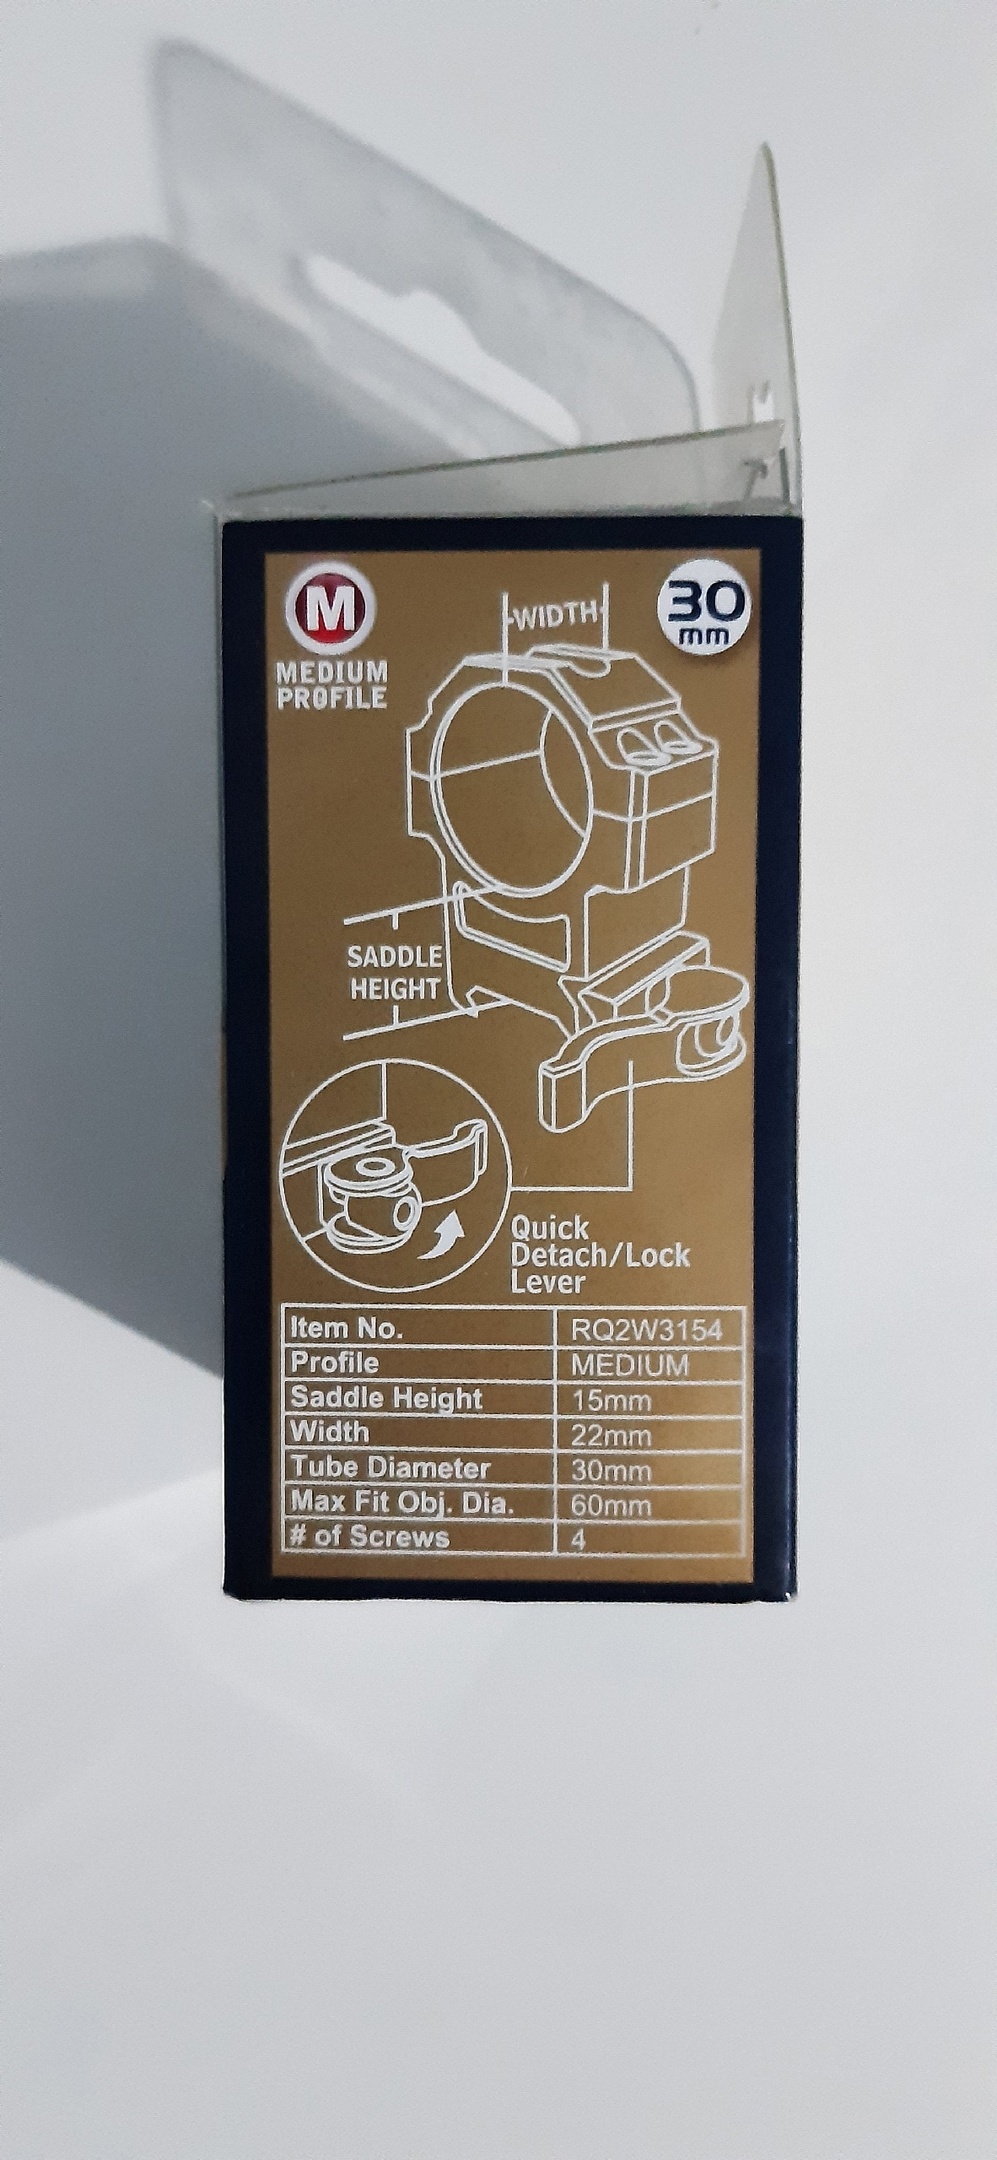 M
MEDIUM
PROFILE
WIDTH
30
mm
SADDLE
HEIGHT
Quick
Detach/Lock
Lever
Item No. RQ2W3154
Profile MEDIUM
Saddle Height 15mm
Width 22mm
Tube Diameter 30mm
Max Fit Obj. Dia. 60mm
# of Screws 4